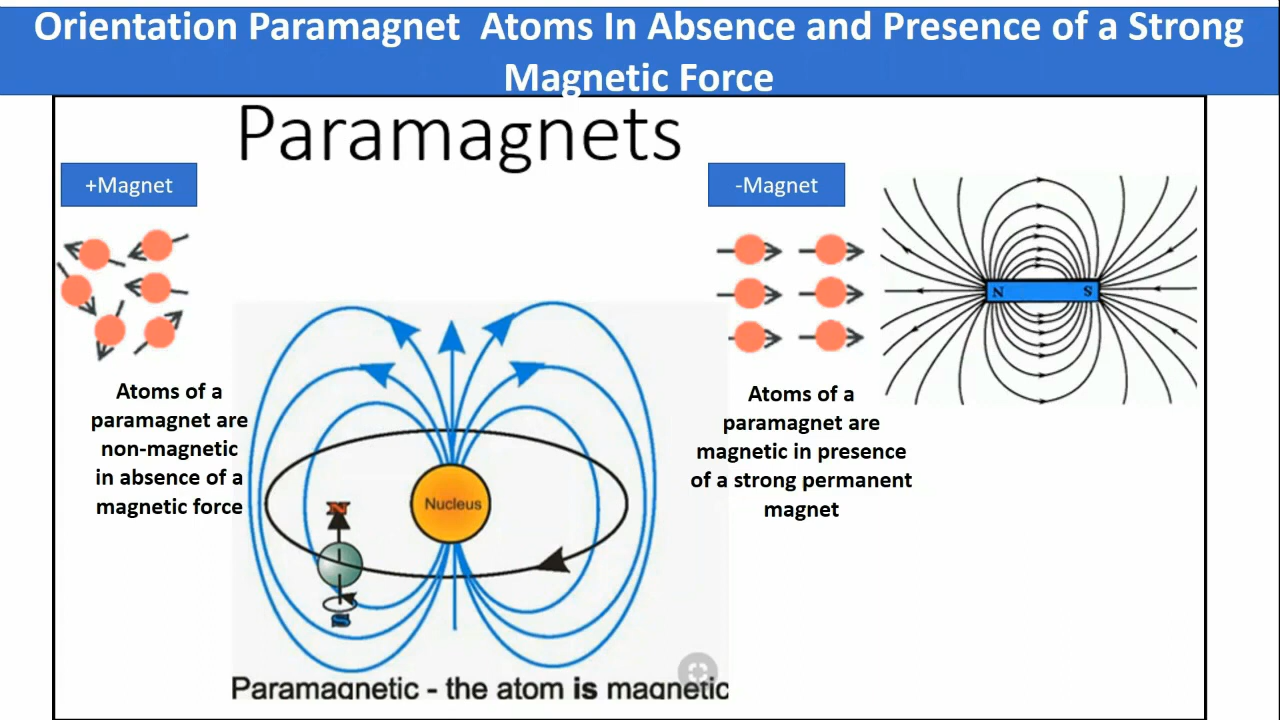 Orientation Paramagnet  Atoms In Absence and Presence of a Strong
Magnetic Force
Paramagnets
+Magnet
-Magnet
N
S
Atoms of a
paramagnet are
non-magnetic
in absence of a
magnetic force
Atoms of a
paramagnet are
magnetic in presence
of a strong permanent
magnet
Nucleus
N
S
Paramagnetic - the atom is magnetic